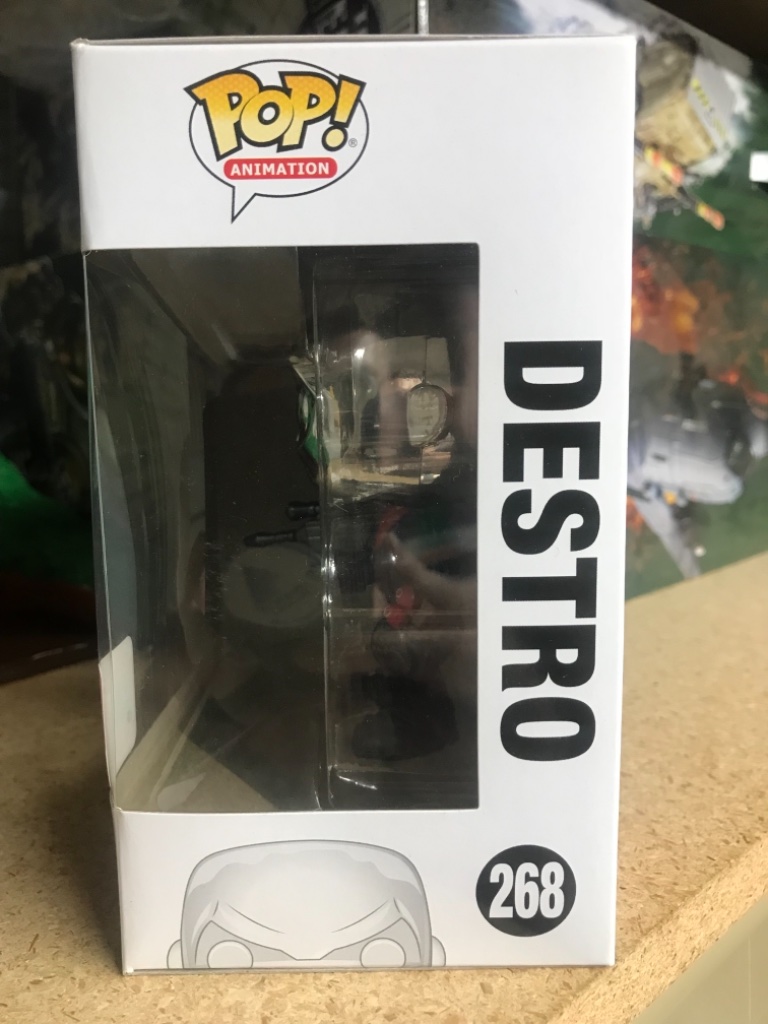 POP!
®
ANIMATION
DESTRO
268